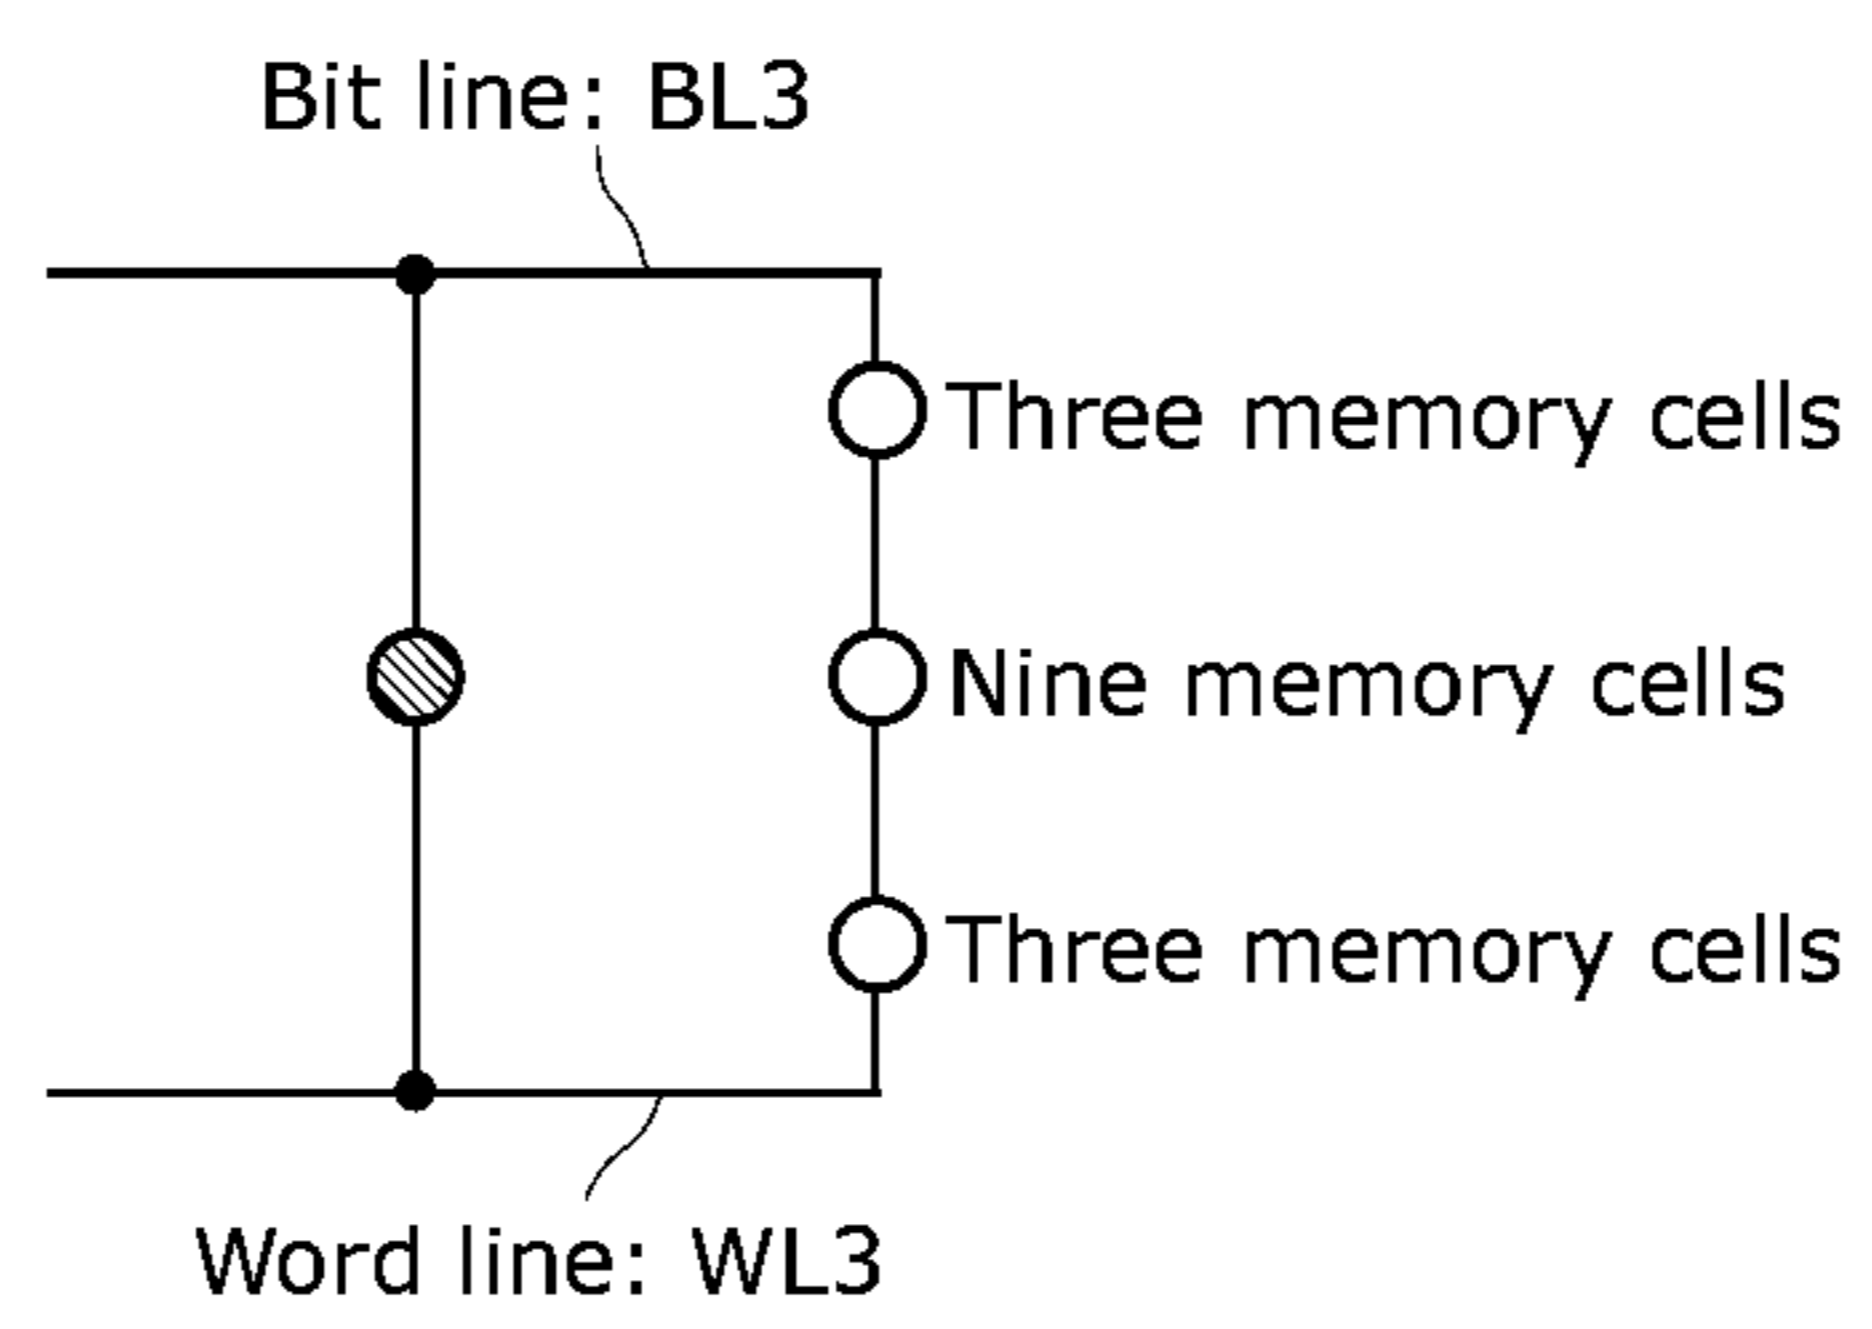 Bit line: BL3
Three memory cells
Nine memory cells
Three memory cells
Word line: WL3